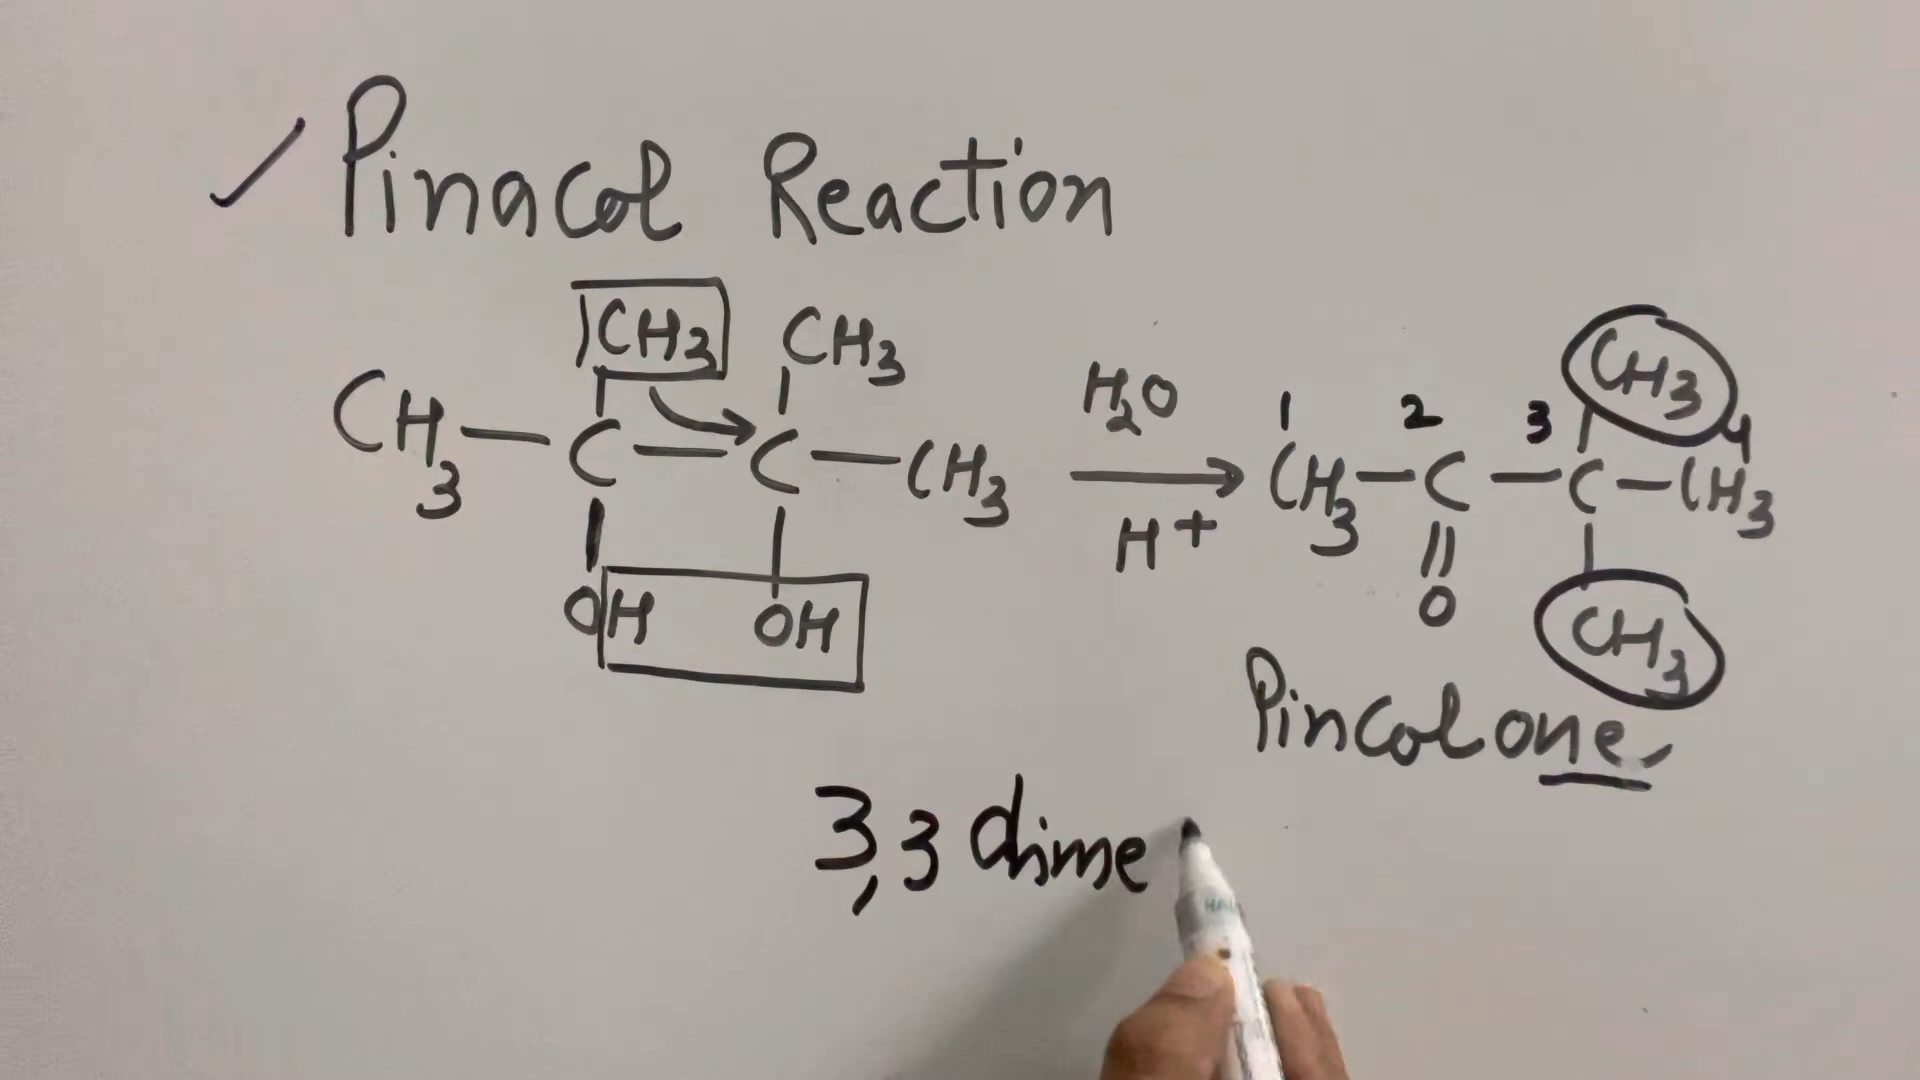 Pinacol Reaction
CH3 CH3
CH3 — C — C — CH3
OH OH
H2O
H+
1 2 3 4
CH3
CH3 — C — C — CH3
O CH3
Pincolone
3,3 dime